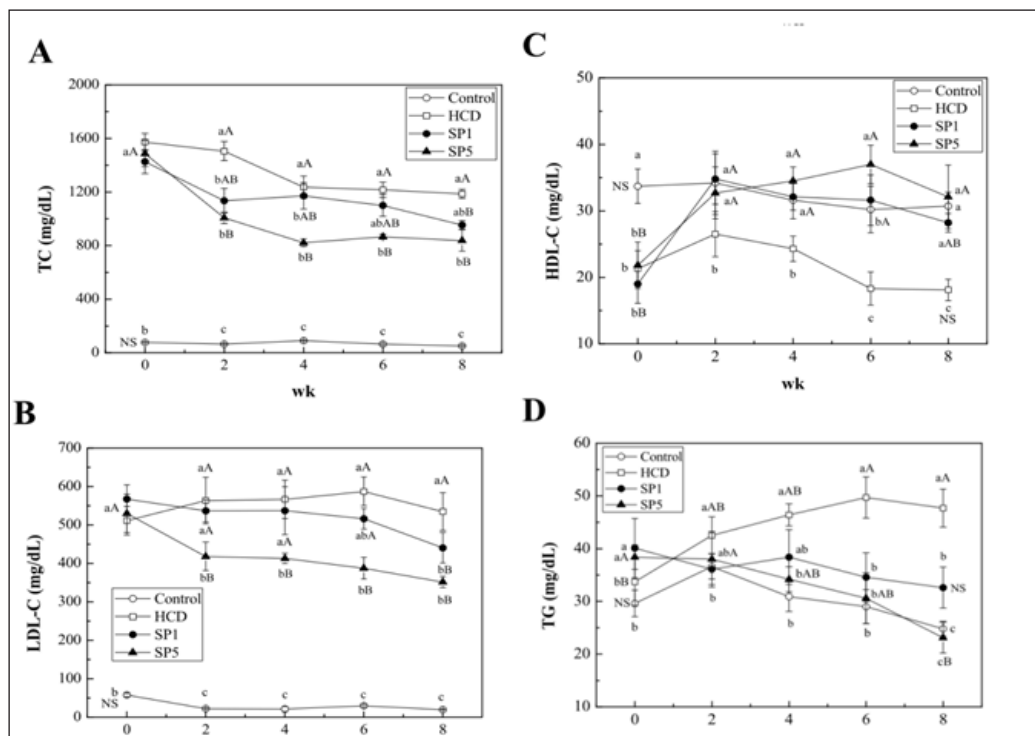 A
TC (mg/dL)
2000
1600
1200
800
400
0
Control
HCD
SP1
SP5
aA
aA
aA
aA
aA
bAB
bAB
abAB
abB
bB
bB
bB
bB
NS
b
c
c
c
c
0 2 4 6 8
wk
B
LDL-C (mg/dL)
700
600
500
400
300
200
100
0
aA
aA
aA
aA
aA
aA
aA
abA
bB
bB
bB
bB
bB
Control
HCD
SP1
SP5
b
NS
c
c
c
c
0 2 4 6 8
C
HDL-C (mg/dL)
50
40
30
20
10
Control
HCD
SP1
SP5
a
NS
aA
aA
aA
aA
aA
aA
bA
a
aAB
bB
b
bB
b
b
c
c
NS
0 2 4 6 8
wk
D
TG (mg/dL)
60
50
40
30
20
10
Control
HCD
SP1
SP5
aA
aA
aAB
aAB
a
aA
bB
NS
abA
ab
bAB
b
bAB
b
NS
b
b
b
c
cB
0 2 4 6 8